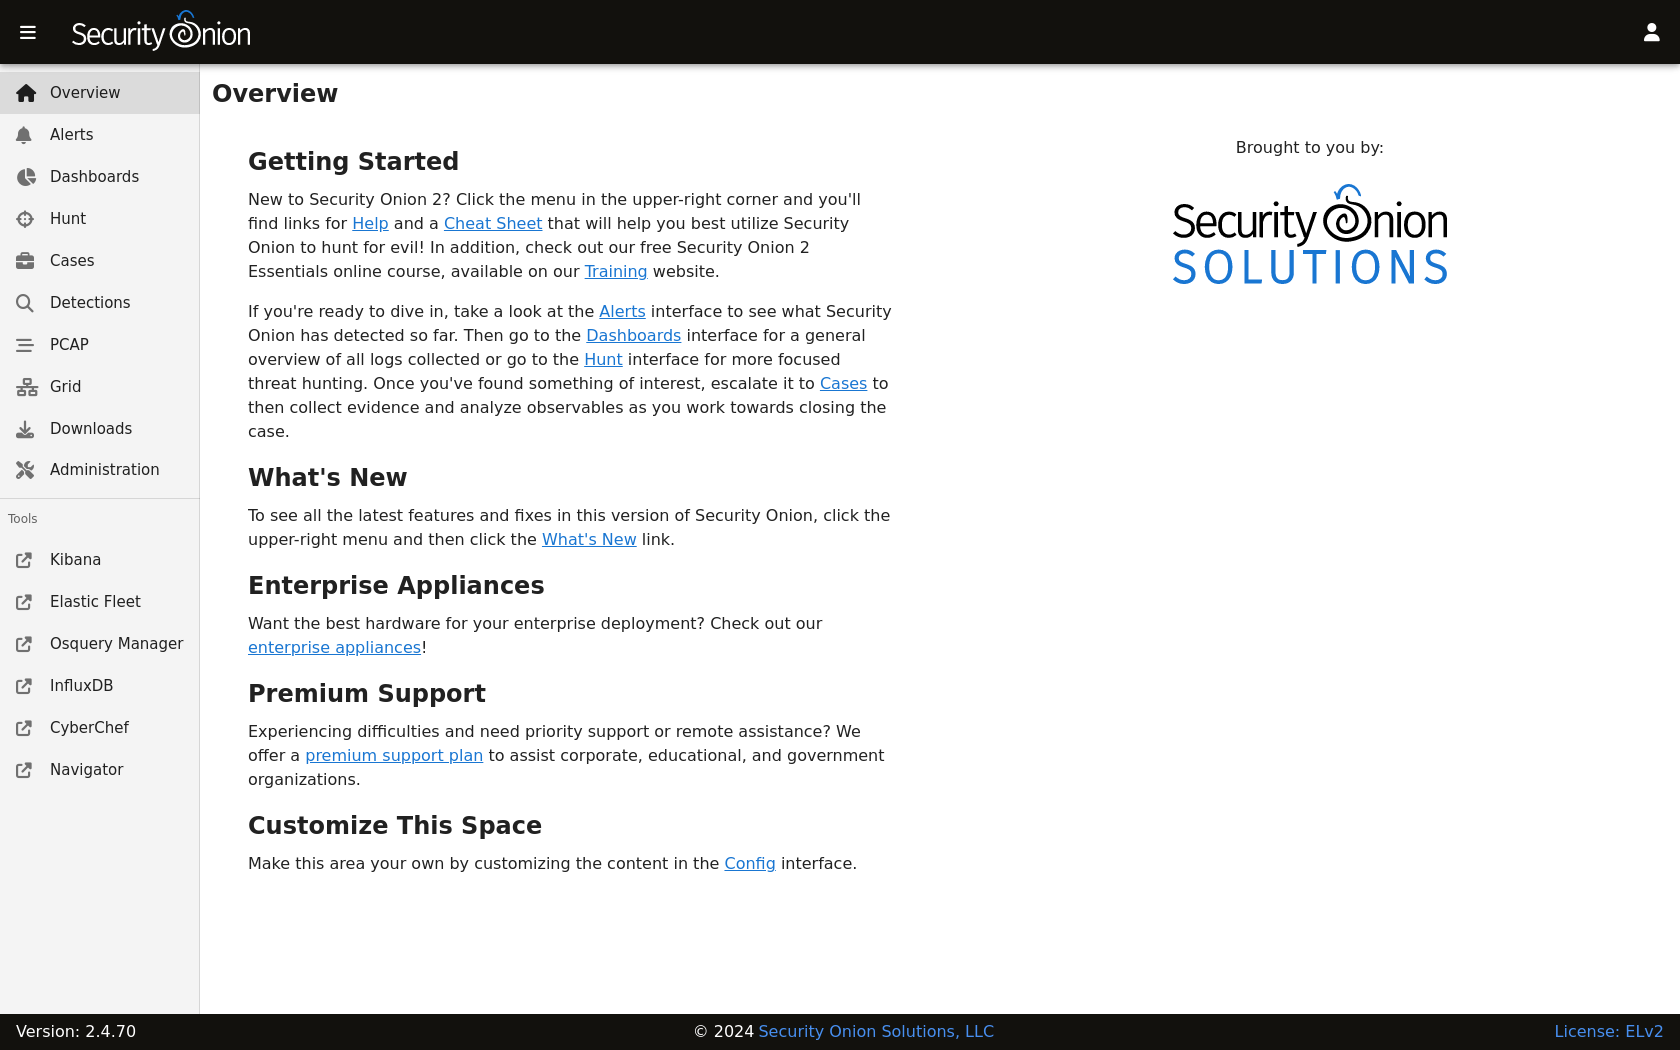 Security Onion
Overview
Alerts
Dashboards
Hunt
Cases
Detections
PCAP
Grid
Downloads
Administration
Tools
Kibana
Elastic Fleet
Osquery Manager
InfluxDB
CyberChef
Navigator
Overview
Getting Started
New to Security Onion 2? Click the menu in the upper-right corner and you'll
find links for Help and a Cheat Sheet that will help you best utilize Security
Onion to hunt for evil! In addition, check out our free Security Onion 2
Essentials online course, available on our Training website.
If you're ready to dive in, take a look at the Alerts interface to see what Security
Onion has detected so far. Then go to the Dashboards interface for a general
overview of all logs collected or go to the Hunt interface for more focused
threat hunting. Once you've found something of interest, escalate it to Cases to
then collect evidence and analyze observables as you work towards closing the
case.
What's New
To see all the latest features and fixes in this version of Security Onion, click the
upper-right menu and then click the What's New link.
Enterprise Appliances
Want the best hardware for your enterprise deployment? Check out our
enterprise appliances!
Premium Support
Experiencing difficulties and need priority support or remote assistance? We
offer a premium support plan to assist corporate, educational, and government
organizations.
Customize This Space
Make this area your own by customizing the content in the Config interface.
Brought to you by:
Security Onion
SOLUTIONS
Version: 2.4.70
© 2024 Security Onion Solutions, LLC
License: ELv2